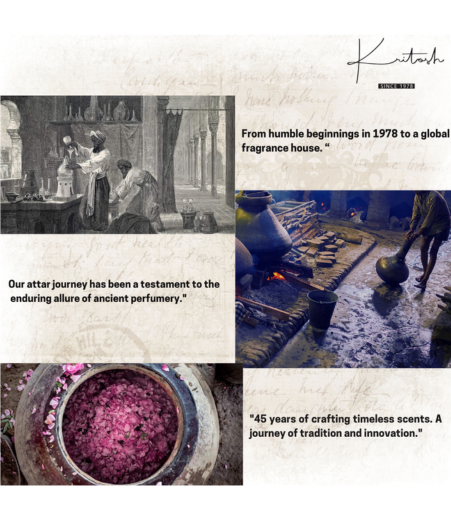 Kritosh
SINCE 1978
From humble beginnings in 1978 to a global
fragrance house. “
Our attar journey has been a testament to the
enduring allure of ancient perfumery."
"45 years of crafting timeless scents. A
journey of tradition and innovation."